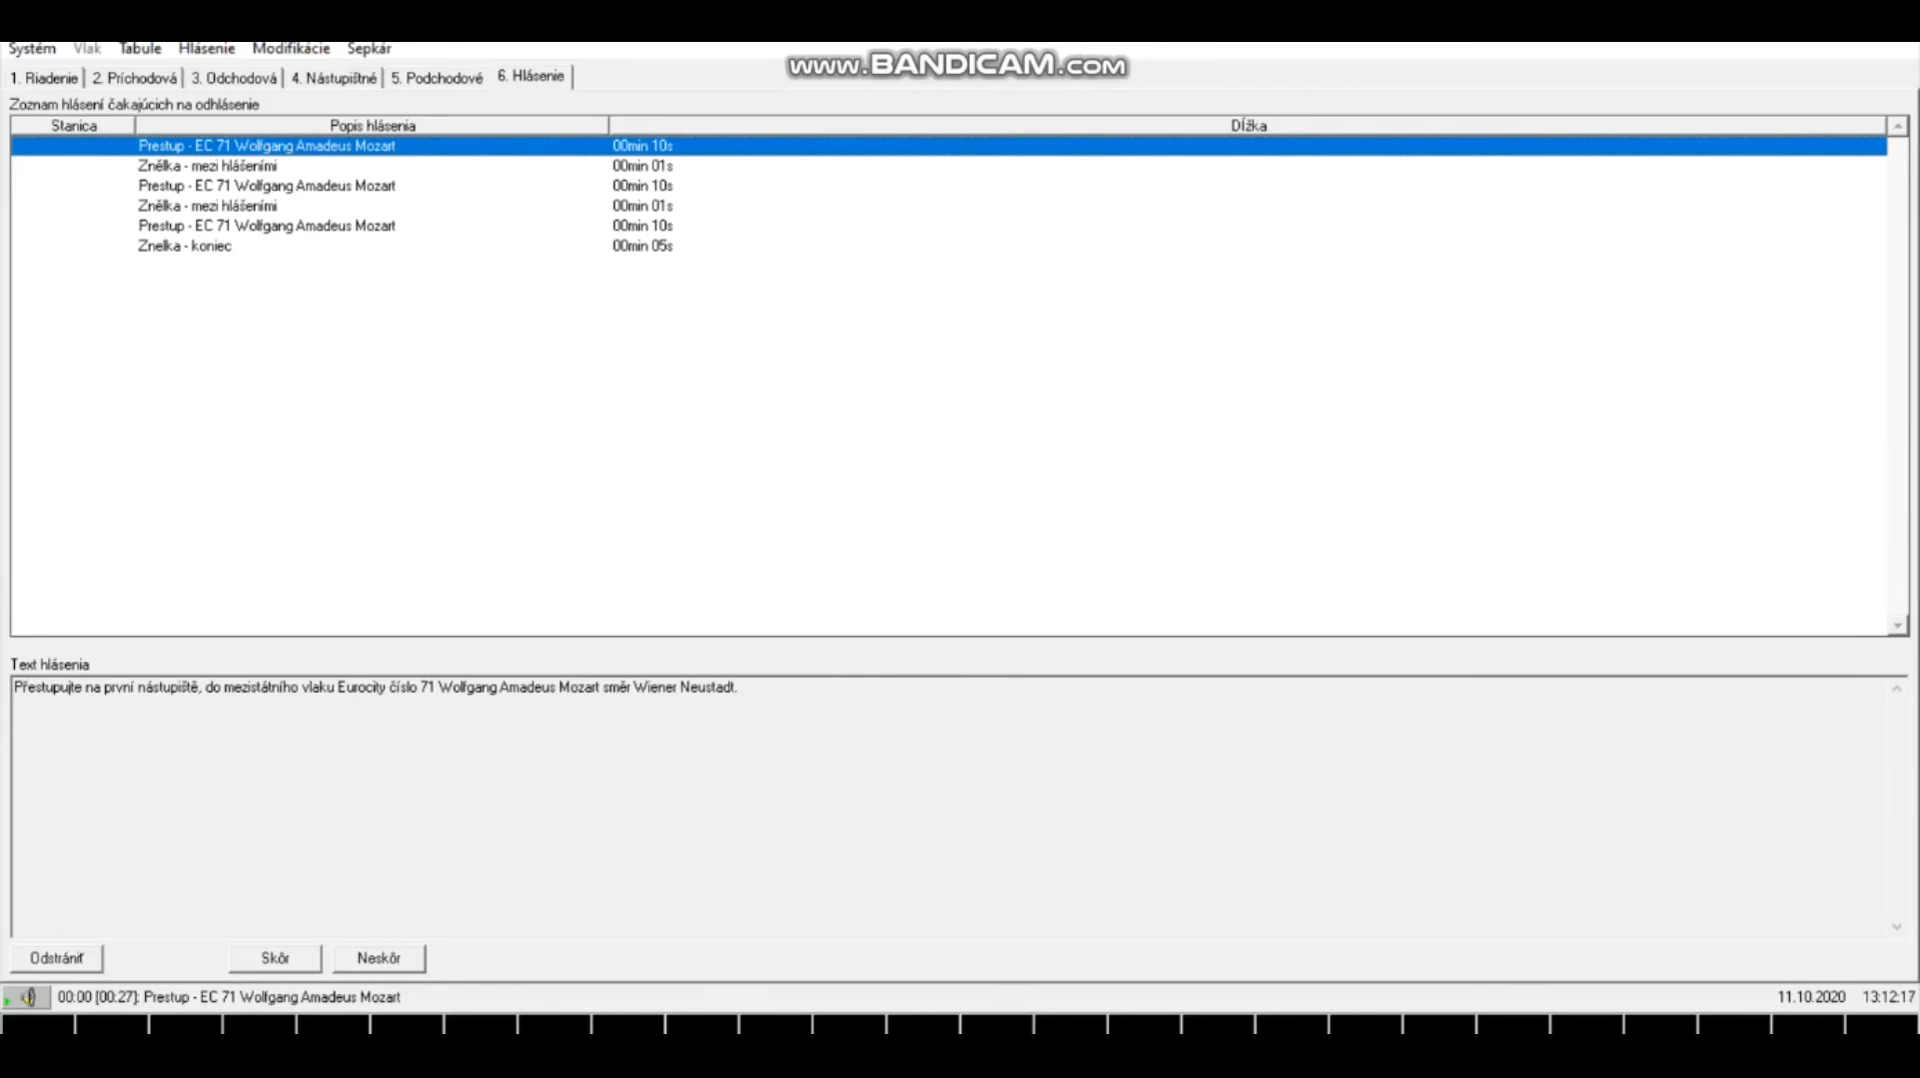 Systém Vlak Tabule Hlásenie Modifikácie Sepkár
www.BANDICAM.com
1. Riadenie 2. Príchodová 3. Odchodová 4. Nástupištné 5. Podchodové 6. Hlásenie
Zoznam hlásení čakajúcich na odhlásenie
Stanica Popis hlásenia Dĺžka
Prestup - EC 71 Wolfgang Amadeus Mozart 00min 10s
Znělka - mezi hlášeními 00min 01s
Prestup - EC 71 Wolfgang Amadeus Mozart 00min 10s
Znělka - mezi hlášeními 00min 01s
Prestup - EC 71 Wolfgang Amadeus Mozart 00min 10s
Znelka - koniec 00min 05s
Text hlásenia
Přestupujte na první nástupiště, do mezistátního vlaku Eurocity číslo 71 Wolfgang Amadeus Mozart směr Wiener Neustadt.
Odstrániť Skôr Neskôr
00:00 [00:27]: Prestup - EC 71 Wolfgang Amadeus Mozart 11.10.2020 13:12:17